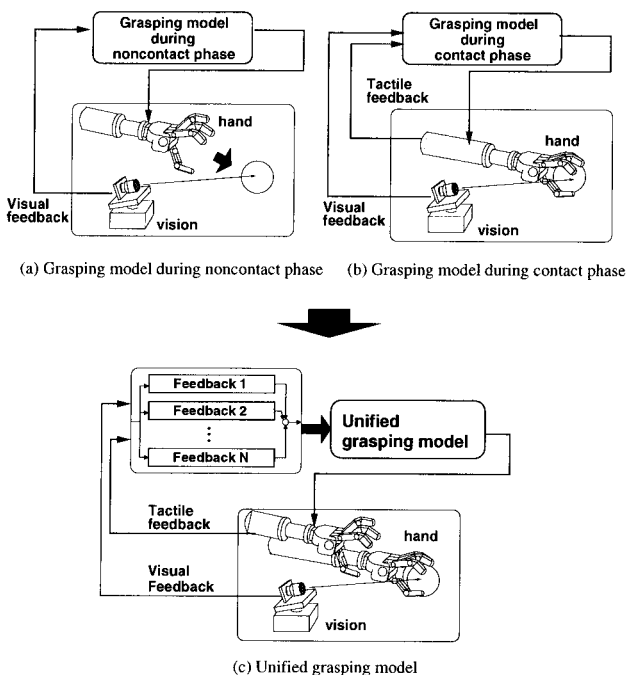 Grasping model
during
noncontact phase
hand
Visual
feedback
vision
(a) Grasping model during noncontact phase
Grasping model
during
contact phase
Tactile
feedback
hand
Visual
feedback
vision
(b) Grasping model during contact phase
Feedback 1
Feedback 2
⋮
Feedback N
Unified
grasping model
Tactile
feedback
hand
Visual
Feedback
vision
(c) Unified grasping model